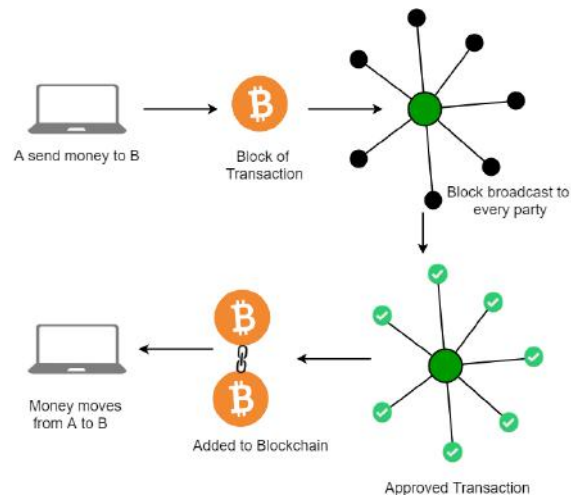 A send money to B
Block of
Transaction
Block broadcast to
every party
Money moves
from A to B
Added to Blockchain
Approved Transaction